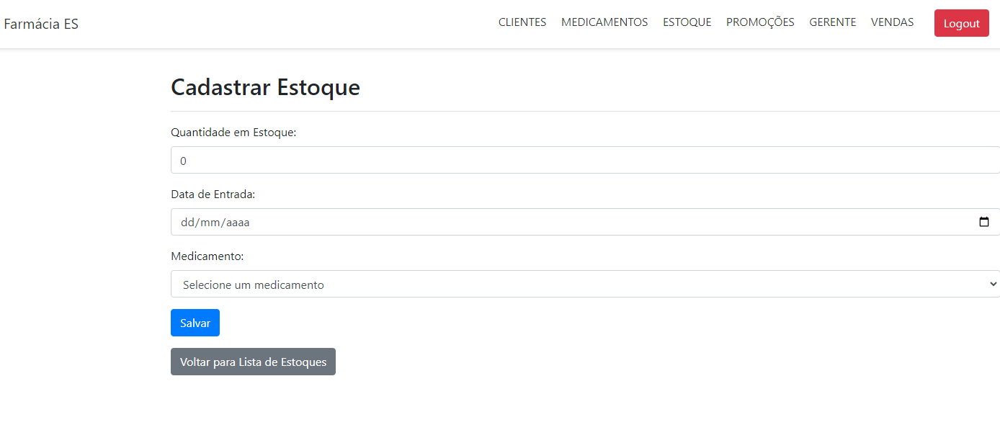 Farmácia ES CLIENTES MEDICAMENTOS ESTOQUE PROMOÇÕES GERENTE VENDAS Logout
Cadastrar Estoque
Quantidade em Estoque:
0
Data de Entrada:
dd/mm/aaaa
Medicamento:
Selecione um medicamento
Salvar
Voltar para Lista de Estoques